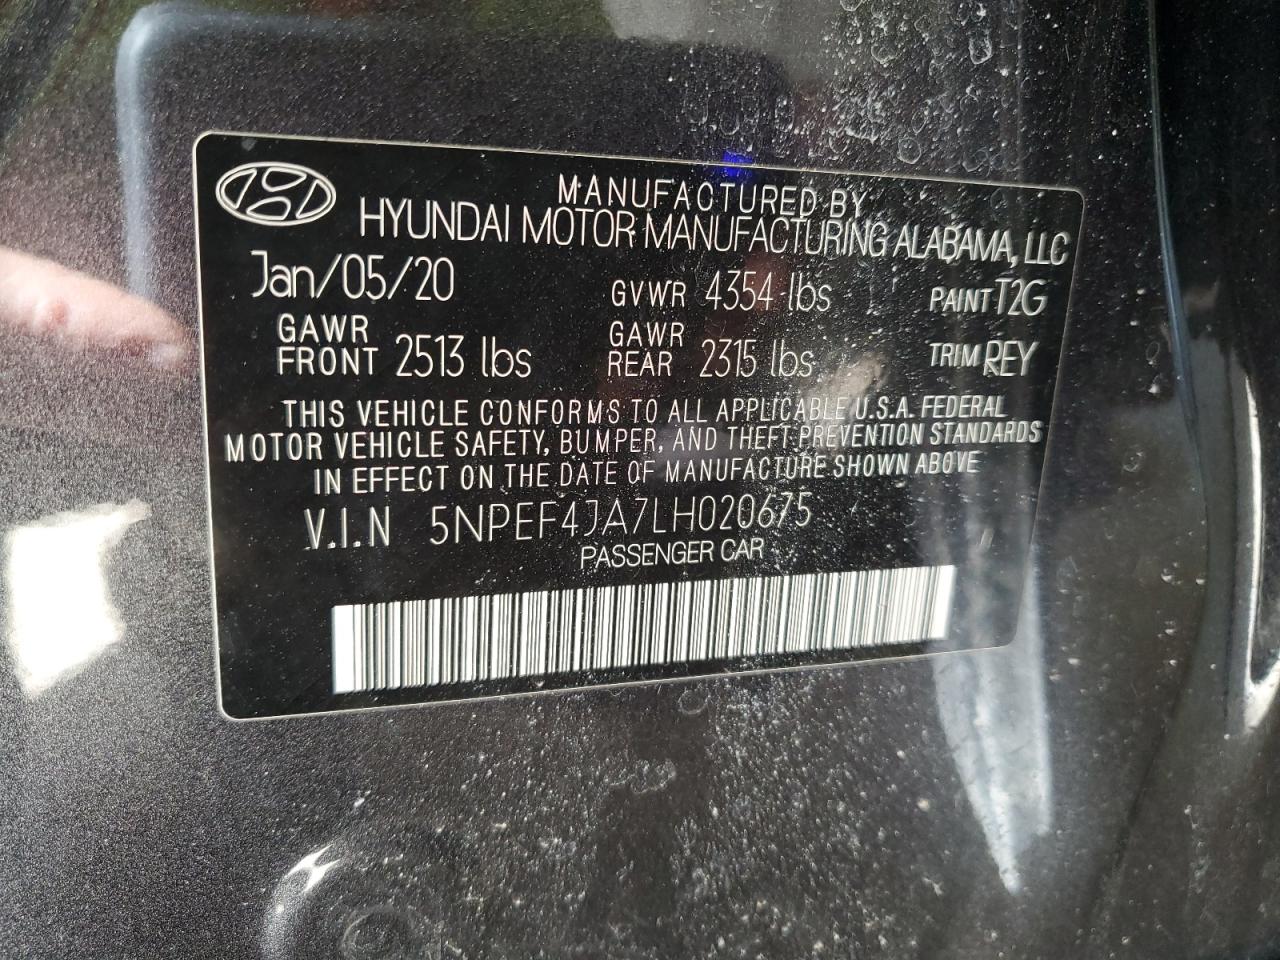 MANUFACTURED BY
HYUNDAI MOTOR MANUFACTURING ALABAMA, LLC
Jan/05/20 GVWR 4354 lbs PAINT T2G
GAWR FRONT 2513 lbs GAWR REAR 2315 lbs TRIM REY
THIS VEHICLE CONFORMS TO ALL APPLICABLE U.S.A. FEDERAL
MOTOR VEHICLE SAFETY, BUMPER, AND THEFT PREVENTION STANDARDS
IN EFFECT ON THE DATE OF MANUFACTURE SHOWN ABOVE
V.I.N 5NPEF4JA7LH020675
PASSENGER CAR